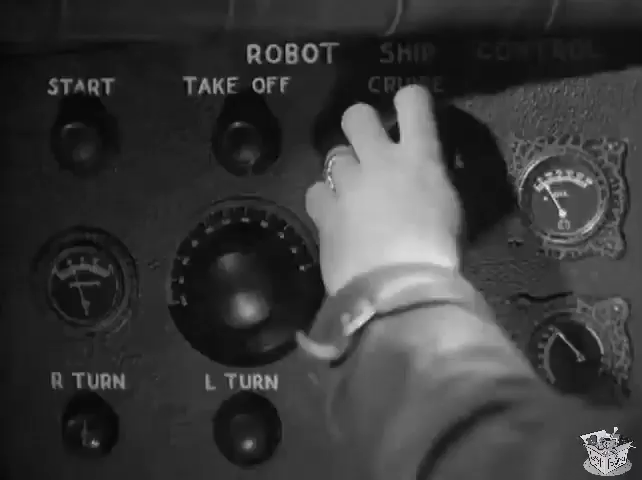 ROBOT SHIP CONTROL
START TAKE OFF CRUISE
R TURN L TURN